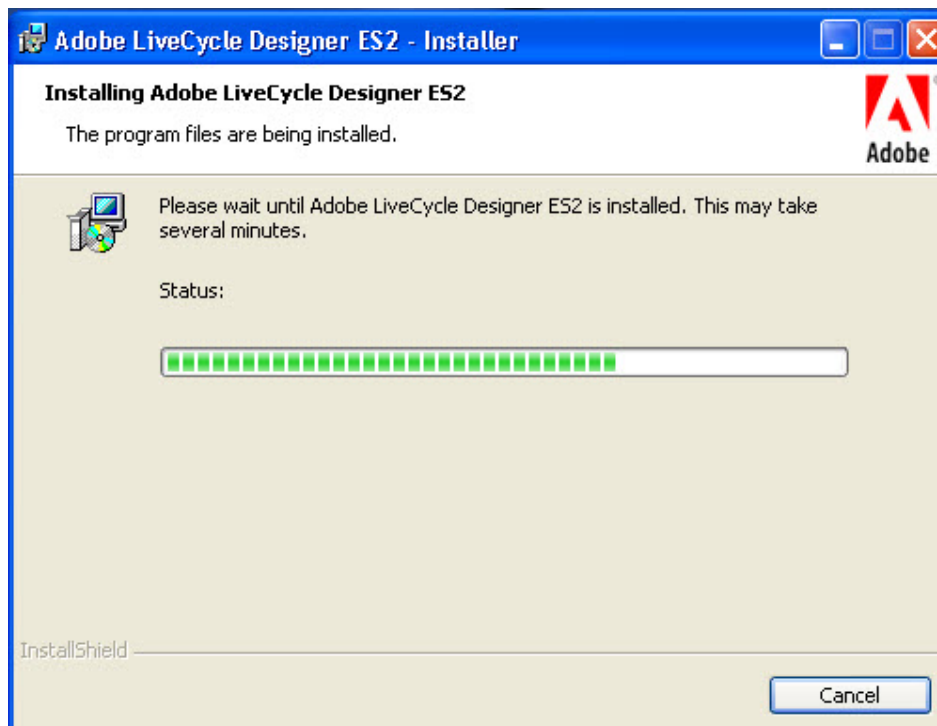 Adobe LiveCycle Designer ES2 - Installer
Installing Adobe LiveCycle Designer ES2
The program files are being installed.
Adobe
Please wait until Adobe LiveCycle Designer ES2 is installed. This may take
several minutes.
Status:
InstallShield
Cancel